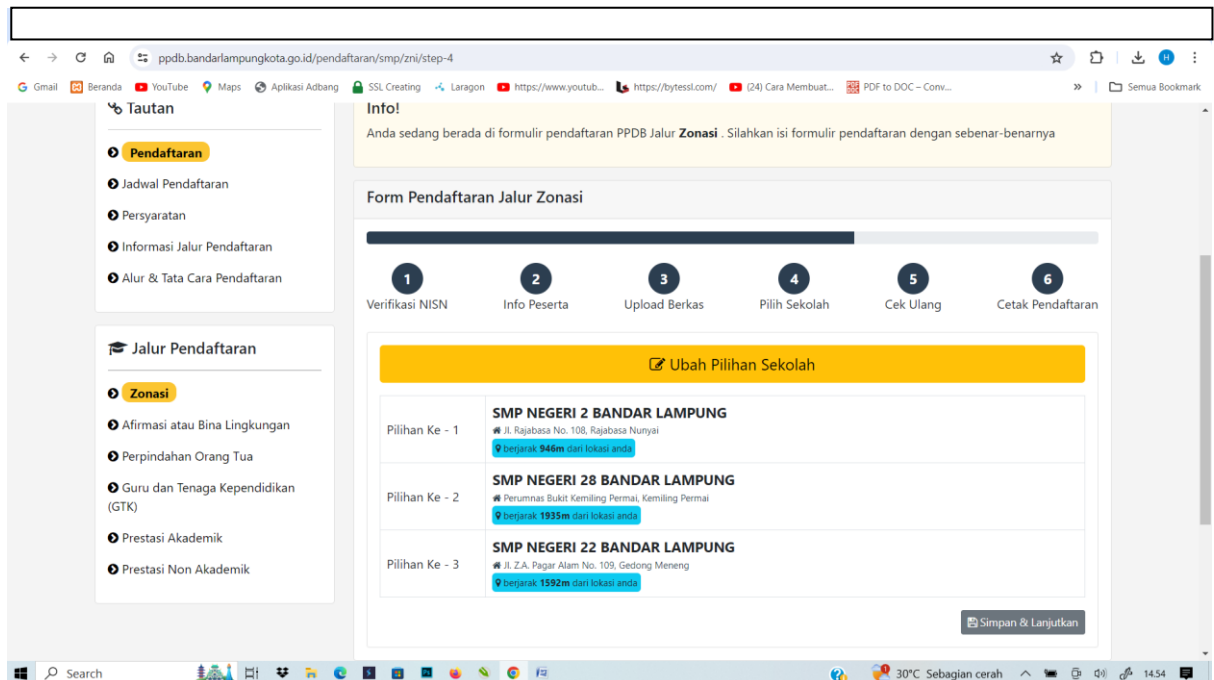 ppdb.bandarlampungkota.go.id/pendaftaran/smp/zni/step-4
H
Gmail Beranda YouTube Maps Aplikasi Adbang SSL Creating Laragon https://www.youtub... https://bytessl.com/ (24) Cara Membuat... PDF to DOC – Conv... » Semua Bookmark
Tautan
Pendaftaran
Jadwal Pendaftaran
Persyaratan
Informasi Jalur Pendaftaran
Alur & Tata Cara Pendaftaran
Jalur Pendaftaran
Zonasi
Afirmasi atau Bina Lingkungan
Perpindahan Orang Tua
Guru dan Tenaga Kependidikan
(GTK)
Prestasi Akademik
Prestasi Non Akademik
Info!
Anda sedang berada di formulir pendaftaran PPDB Jalur Zonasi . Silahkan isi formulir pendaftaran dengan sebenar-benarnya
Form Pendaftaran Jalur Zonasi
1 2 3 4 5 6
Verifikasi NISN Info Peserta Upload Berkas Pilih Sekolah Cek Ulang Cetak Pendaftaran
Ubah Pilihan Sekolah
Pilihan Ke - 1
SMP NEGERI 2 BANDAR LAMPUNG
Jl. Rajabasa No. 108, Rajabasa Nunyai
berjarak 946m dari lokasi anda
Pilihan Ke - 2
SMP NEGERI 28 BANDAR LAMPUNG
Perumnas Bukit Kemiling Permai, Kemiling Permai
berjarak 1935m dari lokasi anda
Pilihan Ke - 3
SMP NEGERI 22 BANDAR LAMPUNG
Jl. Z.A. Pagar Alam No. 109, Gedong Meneng
berjarak 1592m dari lokasi anda
Simpan & Lanjutkan
Search 30°C Sebagian cerah 14.54